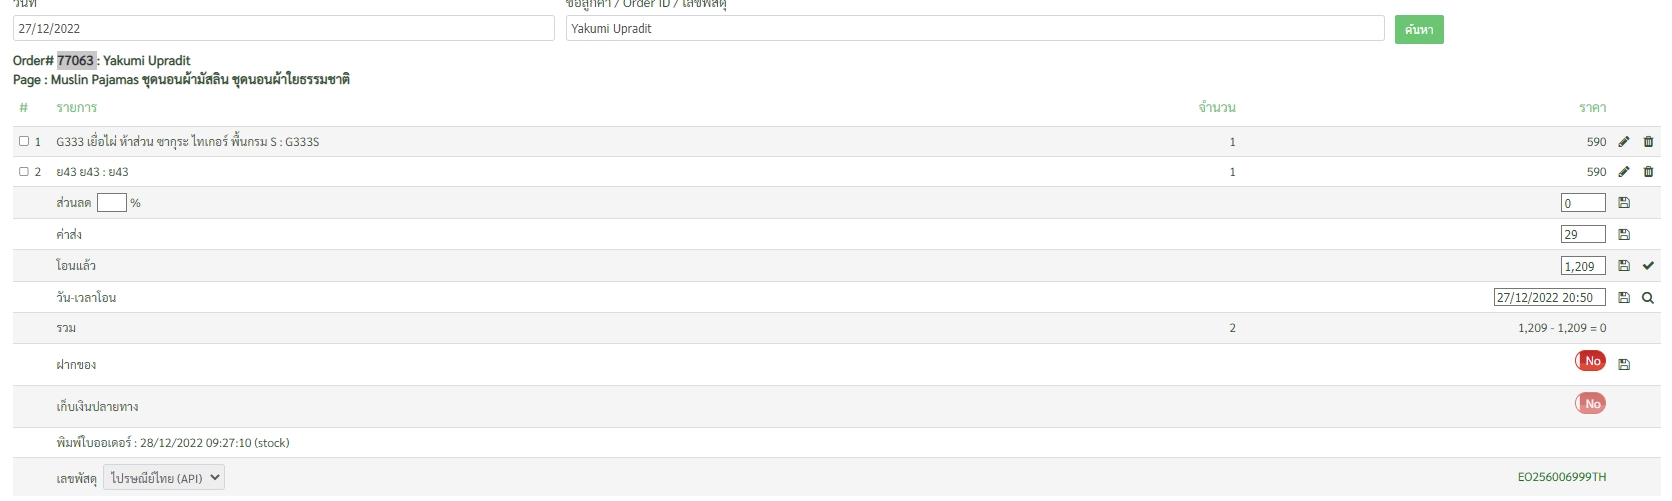 วันที่ ชื่อลูกค้า / Order ID / เลขพัสดุ
27/12/2022 Yakumi Upradit ค้นหา
Order# 77063 : Yakumi Upradit
Page : Muslin Pajamas ชุดนอนผ้ามัสลิน ชุดนอนผ้าใยธรรมชาติ
# รายการ จำนวน ราคา
1 G333 เยื่อไผ่ ห้าส่วน ซากุระ ไทเกอร์ พื้นกรม S : G333S 1 590
2 ย43 ย43 : ย43 1 590
ส่วนลด % 0
ค่าส่ง 29
โอนแล้ว 1,209
วัน-เวลาโอน 27/12/2022 20:50
รวม 2 1,209 - 1,209 = 0
ฝากของ No
เก็บเงินปลายทาง No
พิมพ์ใบออเดอร์ : 28/12/2022 09:27:10 (stock)
เลขพัสดุ ไปรษณีย์ไทย (API) EO256006999TH